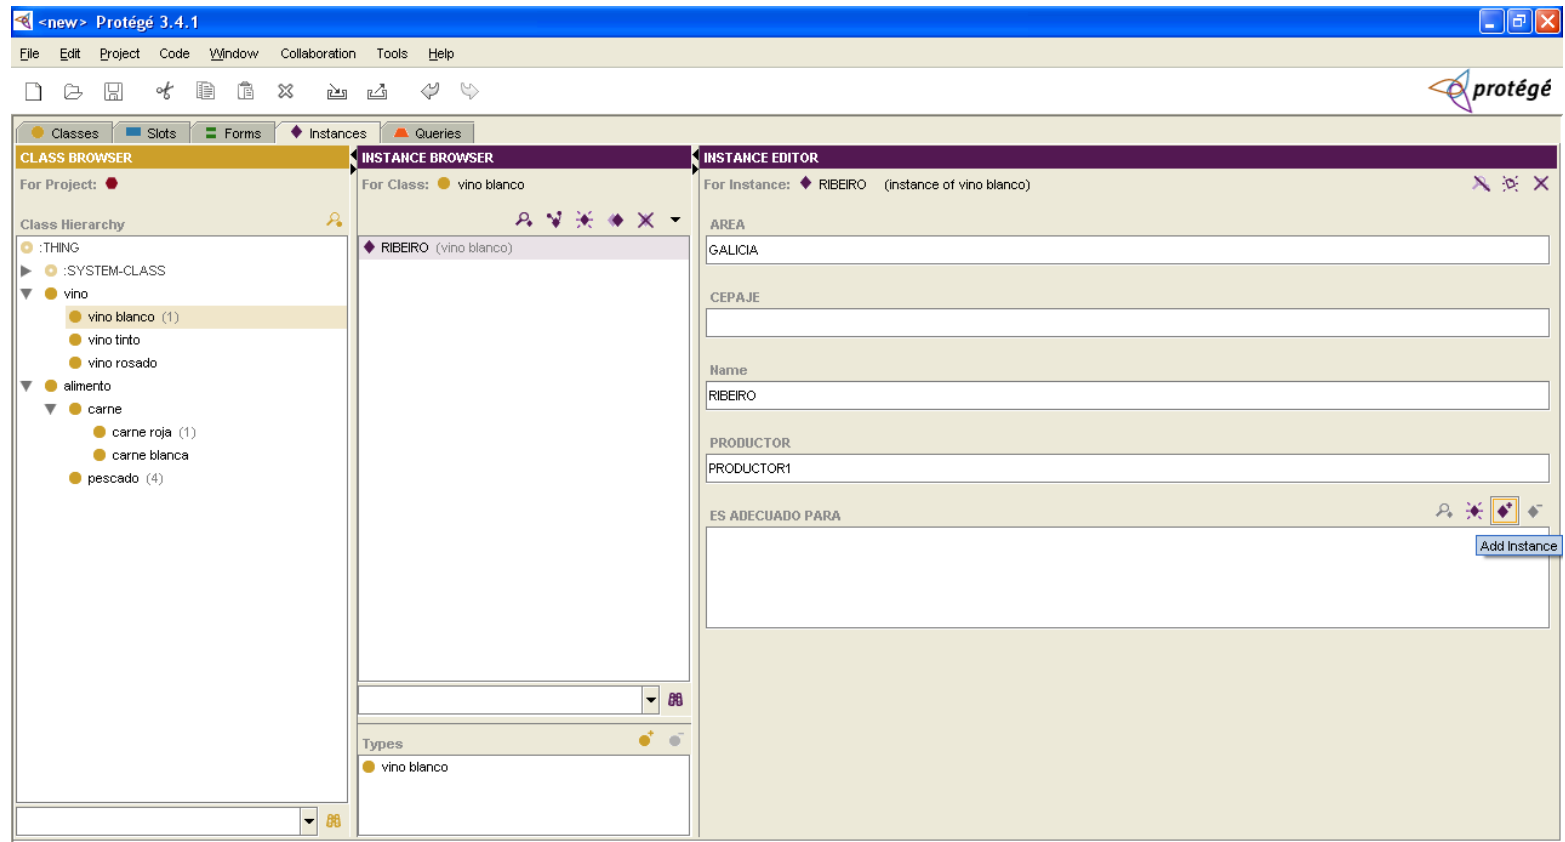 <new> Protégé 3.4.1
File Edit Project Code Window Collaboration Tools Help
protégé
Classes Slots Forms Instances Queries
CLASS BROWSER
For Project:
Class Hierarchy
:THING
:SYSTEM-CLASS
vino
vino blanco (1)
vino tinto
vino rosado
alimento
carne
carne roja (1)
carne blanca
pescado (4)
INSTANCE BROWSER
For Class: vino blanco
RIBEIRO (vino blanco)
Types
vino blanco
INSTANCE EDITOR
For Instance: RIBEIRO (instance of vino blanco)
AREA
GALICIA
CEPAJE
Name
RIBEIRO
PRODUCTOR
PRODUCTOR1
ES ADECUADO PARA
Add Instance